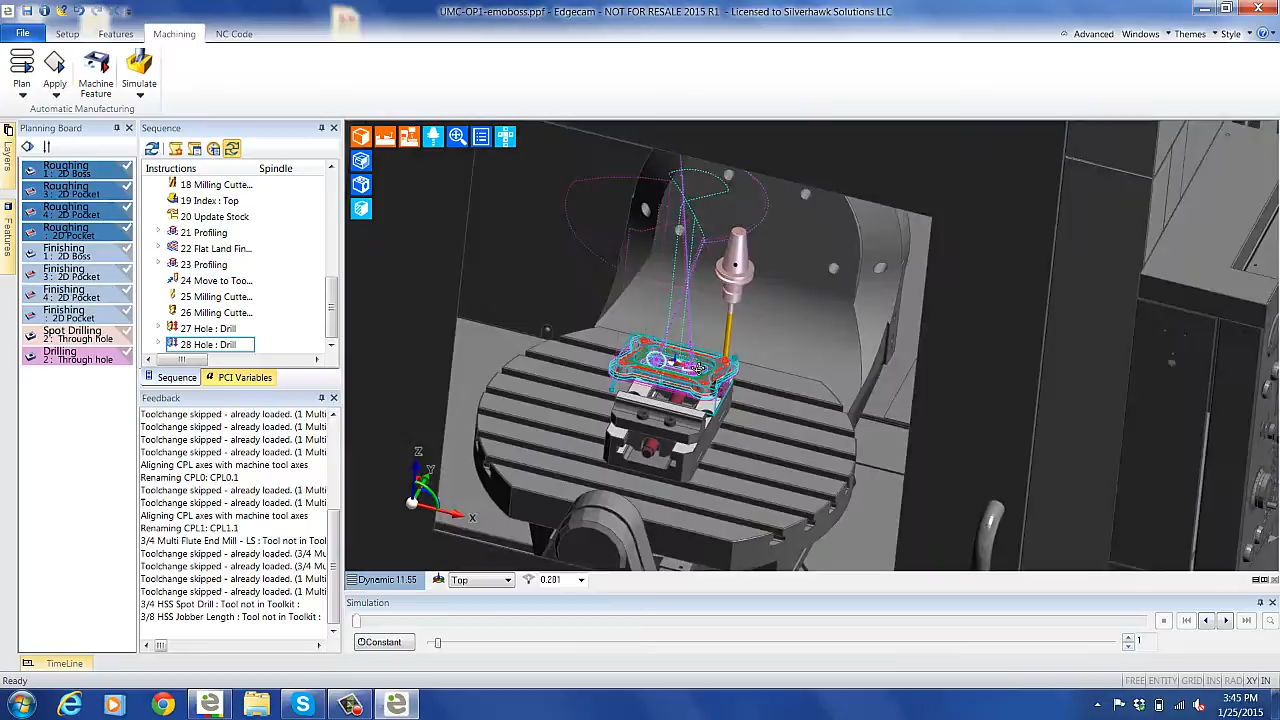 UMC-OP1-emoboss.ppf - Edgecam - NOT FOR RESALE 2015 R1 - Licensed to Silverhawk Solutions LLC
File Setup Features Machining NC Code
Advanced Windows Themes Style
Plan Apply Machine Feature Simulate
Automatic Manufacturing
Planning Board
Sequence
Layers
Features
Roughing
1 : 2D Boss
Roughing
3 : 2D Pocket
Roughing
4 : 2D Pocket
Roughing
: 2D Pocket
Finishing
1 : 2D Boss
Finishing
3 : 2D Pocket
Finishing
4 : 2D Pocket
Finishing
: 2D Pocket
Spot Drilling
2 : Through hole
Drilling
2 : Through hole
Instructions Spindle
18 Milling Cutte...
19 Index : Top
20 Update Stock
21 Profiling
22 Flat Land Fin...
23 Profiling
24 Move to Too...
25 Milling Cutte...
26 Milling Cutte...
27 Hole : Drill
28 Hole : Drill
Sequence PCI Variables
Feedback
Toolchange skipped - already loaded. (1 Multi
Toolchange skipped - already loaded. (1 Multi
Toolchange skipped - already loaded. (1 Multi
Toolchange skipped - already loaded. (1 Multi
Aligning CPL axes with machine tool axes
Renaming CPL0: CPL0.1
Toolchange skipped - already loaded. (1 Multi
Toolchange skipped - already loaded. (1 Multi
Aligning CPL axes with machine tool axes
Renaming CPL1: CPL1.1
3/4 Multi Flute End Mill - LS : Tool not in Tool
Toolchange skipped - already loaded. (3/4 Mu
Toolchange skipped - already loaded. (3/4 Mu
Toolchange skipped - already loaded. (1 Multi
Toolchange skipped - already loaded. (1 Multi
3/4 HSS Spot Drill : Tool not in Toolkit :
3/8 HSS Jobber Length : Tool not in Toolkit :
Z
Y
X
Dynamic 11.55 Top 0.281
Simulation
Constant 1
TimeLine
Ready
FREE ENTITY GRID INS RAD XY IN
3:45 PM
1/25/2015